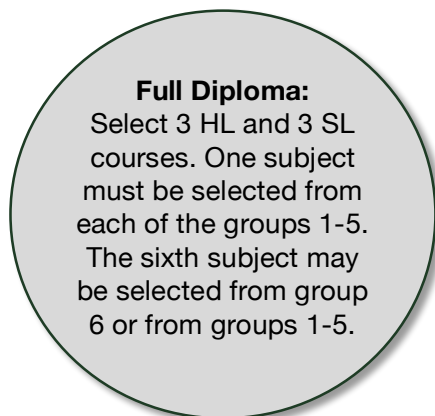 Full Diploma:
Select 3 HL and 3 SL
courses. One subject
must be selected from
each of the groups 1-5.
The sixth subject may
be selected from group
6 or from groups 1-5.